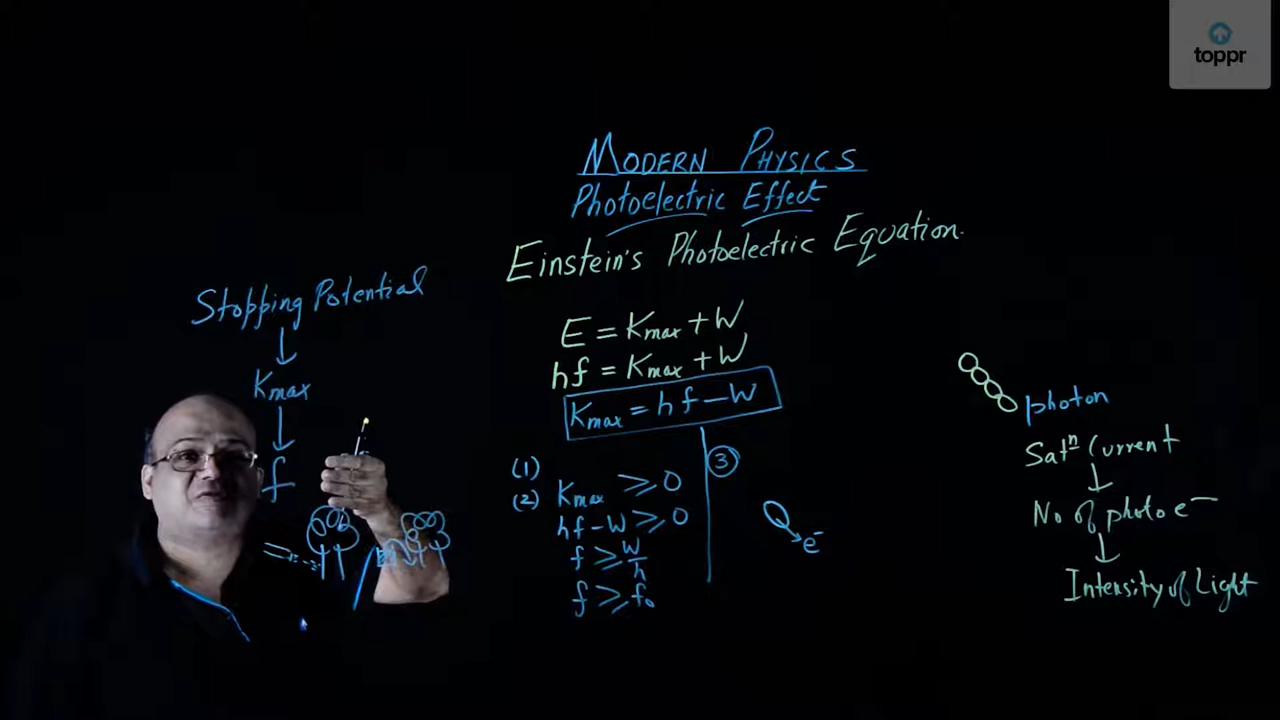 toppr
MODERN PHYSICS
Photoelectric Effect
Einstein's Photoelectric Equation.
Stopping Potential
↓
Kmax
↓
f
E = Kmax + W
hf = Kmax + W
Kmax = hf - W
(1)
(2) Kmax ≥ 0
hf - W ≥ 0
f ≥ W/h
f ≥ f₀
③
e⁻
photon
Satⁿ Current
↓
No of photo e⁻
↓
Intensity of Light